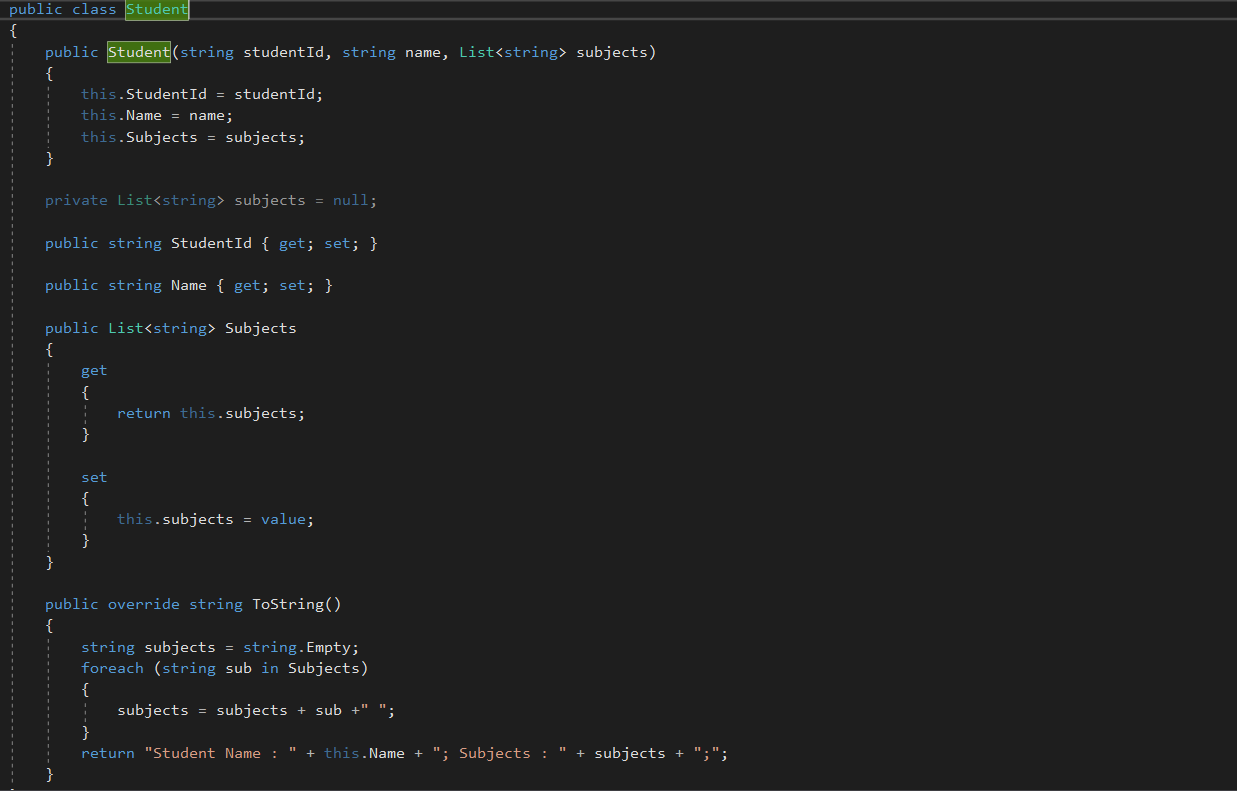 public class Student
{
public Student(string studentId, string name, List<string> subjects)
{
this.StudentId = studentId;
this.Name = name;
this.Subjects = subjects;
}
private List<string> subjects = null;
public string StudentId { get; set; }
public string Name { get; set; }
public List<string> Subjects
{
get
{
return this.subjects;
}
set
{
this.subjects = value;
}
}
public override string ToString()
{
string subjects = string.Empty;
foreach (string sub in Subjects)
{
subjects = subjects + sub +" ";
}
return "Student Name : " + this.Name + "; Subjects : " + subjects + ";";
}